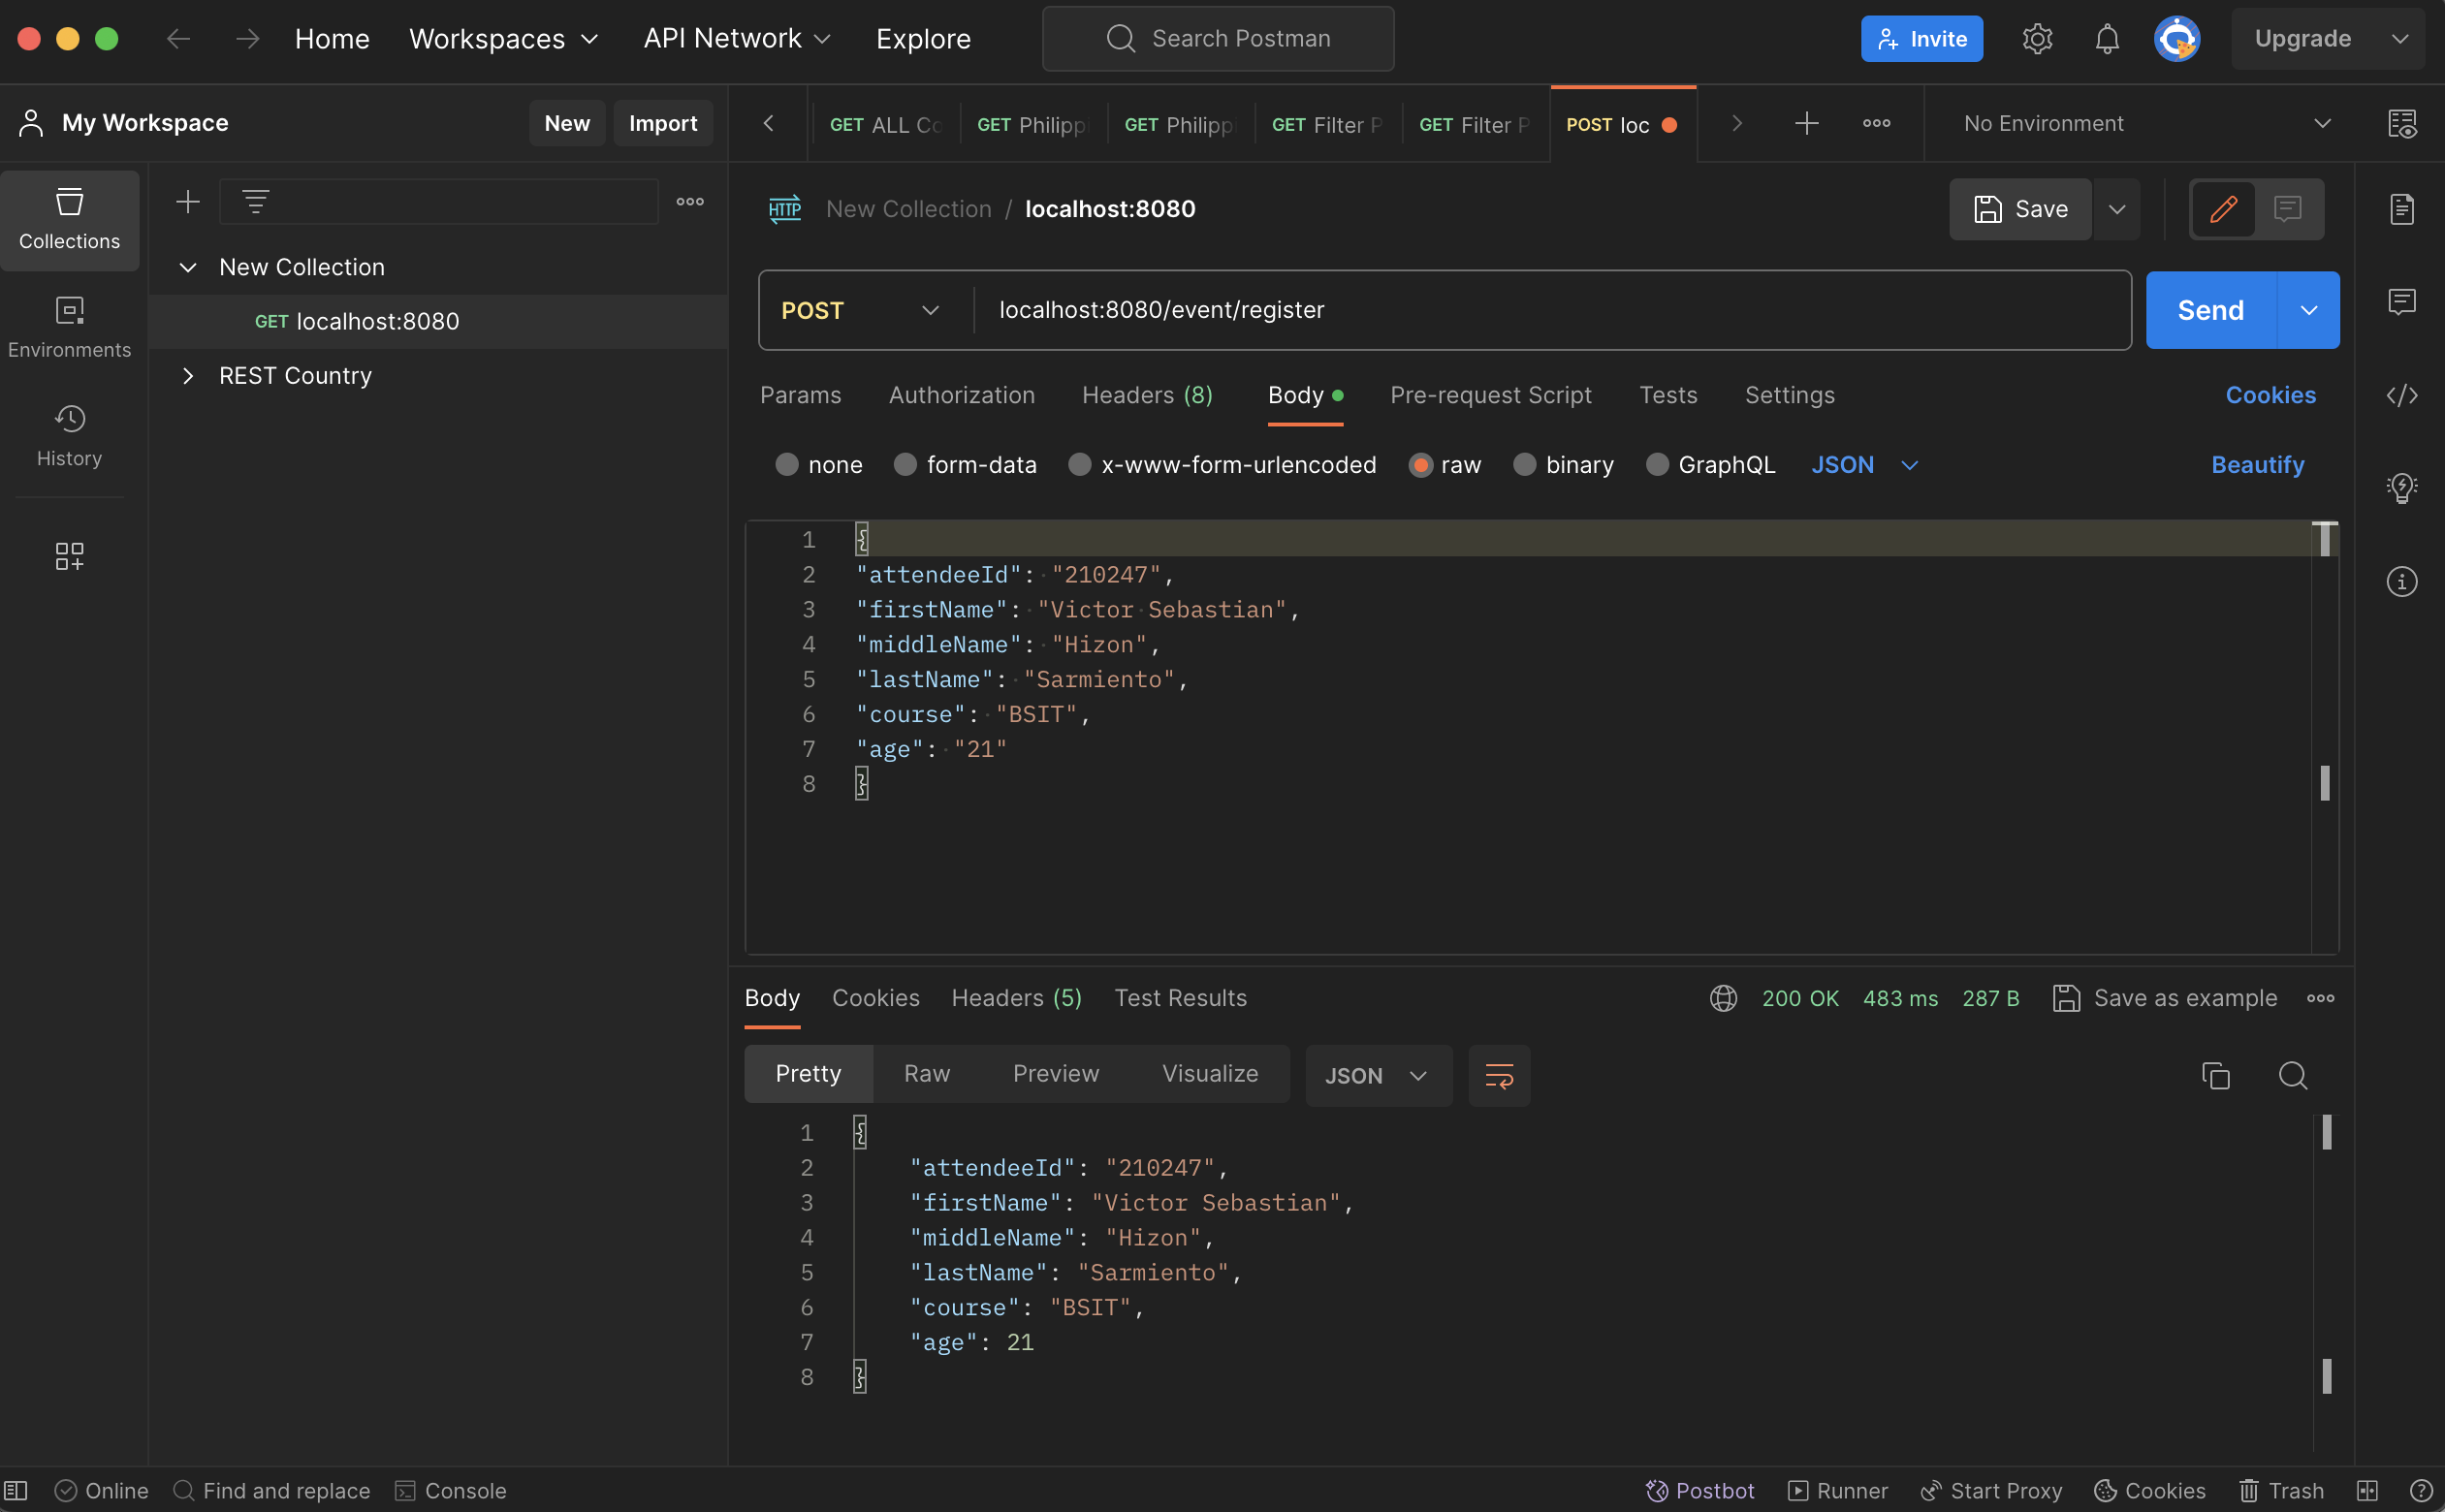 Home Workspaces API Network Explore Search Postman Invite Upgrade
My Workspace New Import
GET ALL Co GET Philipp GET Philipp GET Filter P GET Filter P POST loc No Environment
Collections
Environments
History
New Collection
GET localhost:8080
REST Country
HTTP New Collection / localhost:8080 Save
POST localhost:8080/event/register Send
Params Authorization Headers (8) Body Pre-request Script Tests Settings Cookies
none form-data x-www-form-urlencoded raw binary GraphQL JSON Beautify
1 {
2 "attendeeId": "210247",
3 "firstName": "Victor Sebastian",
4 "middleName": "Hizon",
5 "lastName": "Sarmiento",
6 "course": "BSIT",
7 "age": "21"
8 }
Body Cookies Headers (5) Test Results 200 OK 483 ms 287 B Save as example
Pretty Raw Preview Visualize JSON
1 {
2 "attendeeId": "210247",
3 "firstName": "Victor Sebastian",
4 "middleName": "Hizon",
5 "lastName": "Sarmiento",
6 "course": "BSIT",
7 "age": 21
8 }
Online Find and replace Console Postbot Runner Start Proxy Cookies Trash